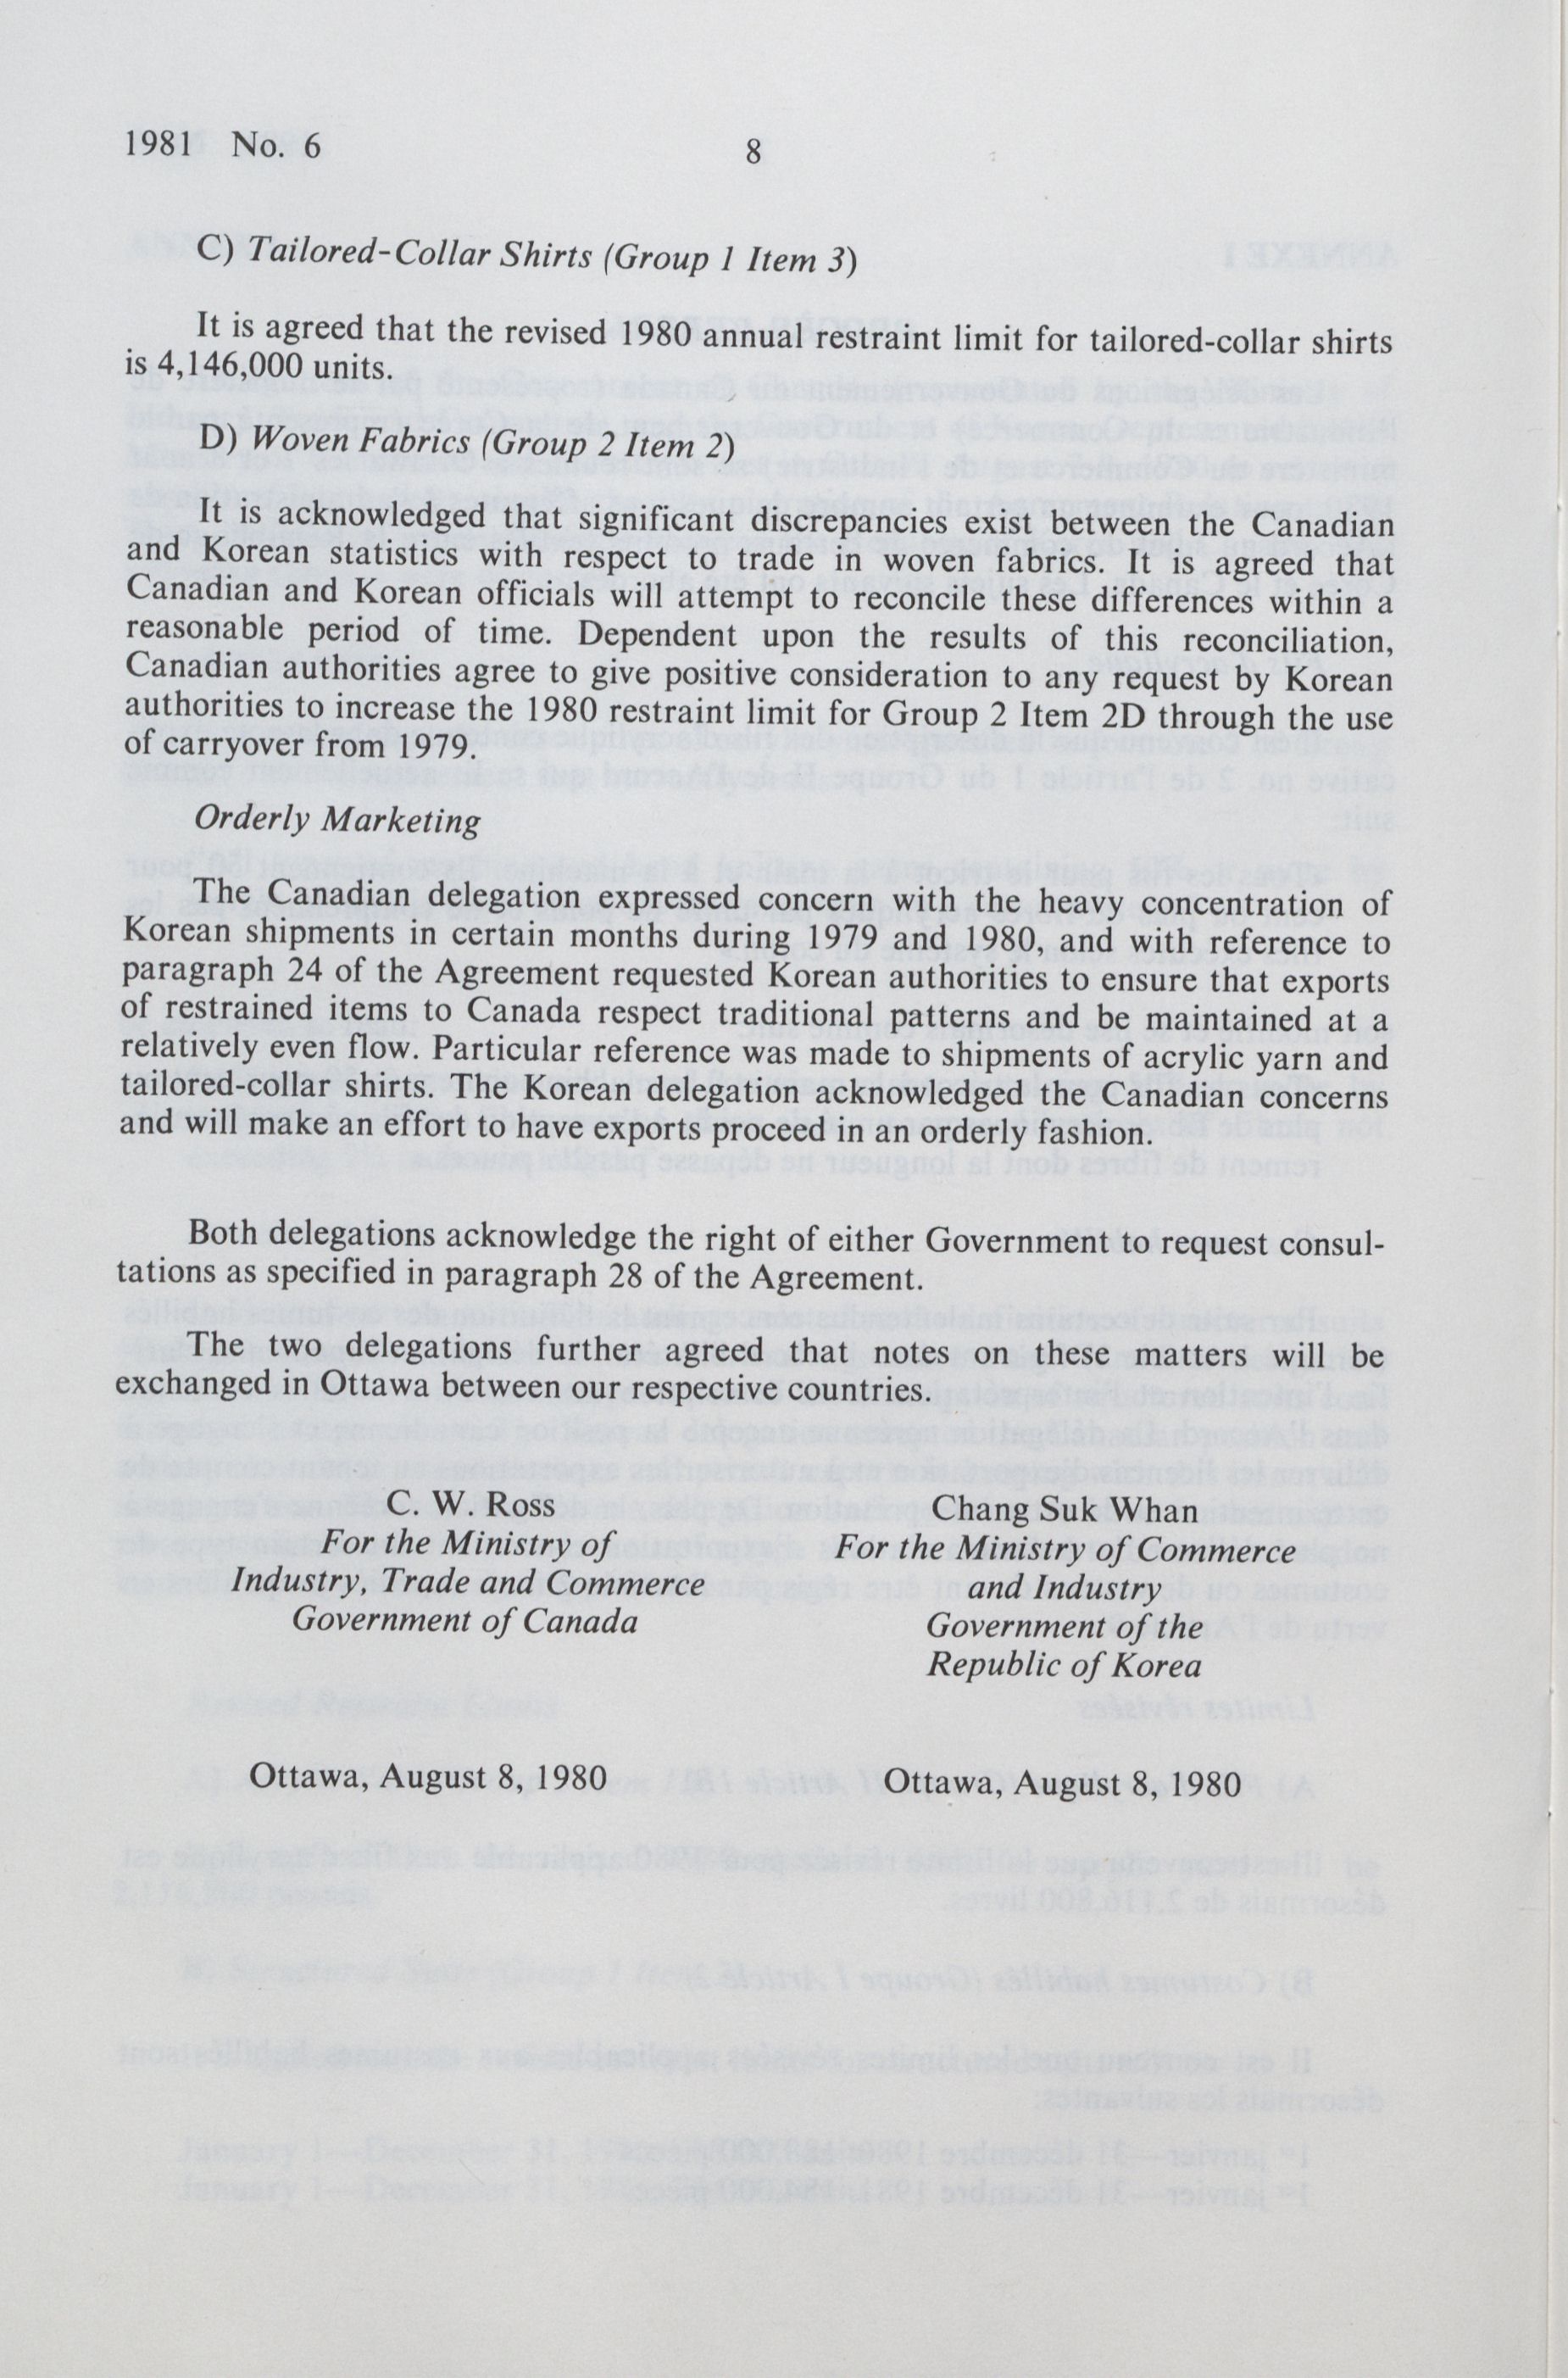 1981 No. 6
8
C) Tailored-Collar Shirts (Group 1 Item 3)
It is agreed that the revised 1980 annual restraint limit for tailored-collar shirts
is 4,146,000 units.
D) Woven Fabrics (Group 2 Item 2)
It is acknowledged that significant discrepancies exist between the Canadian
and Korean statistics with respect to trade in woven fabrics. It is agreed that
Canadian and Korean officials will attempt to reconcile these differences within a
reasonable period of time. Dependent upon the results of this reconciliation,
Canadian authorities agree to give positive consideration to any request by Korean
authorities to increase the 1980 restraint limit for Group 2 Item 2D through the use
of carryover from 1979.
Orderly Marketing
The Canadian delegation expressed concern with the heavy concentration of
Korean shipments in certain months during 1979 and 1980, and with reference to
paragraph 24 of the Agreement requested Korean authorities to ensure that exports
of restrained items to Canada respect traditional patterns and be maintained at a
relatively even flow. Particular reference was made to shipments of acrylic yarn and
tailored-collar shirts. The Korean delegation acknowledged the Canadian concerns
and will make an effort to have exports proceed in an orderly fashion.
Both delegations acknowledge the right of either Government to request consul-
tations as specified in paragraph 28 of the Agreement.
The two delegations further agreed that notes on these matters will be
exchanged in Ottawa between our respective countries.
C. W. Ross
For the Ministry of
Industry, Trade and Commerce
Government of Canada
Chang Suk Whan
For the Ministry of Commerce
and Industry
Government of the
Republic of Korea
Ottawa, August 8, 1980
Ottawa, August 8, 1980